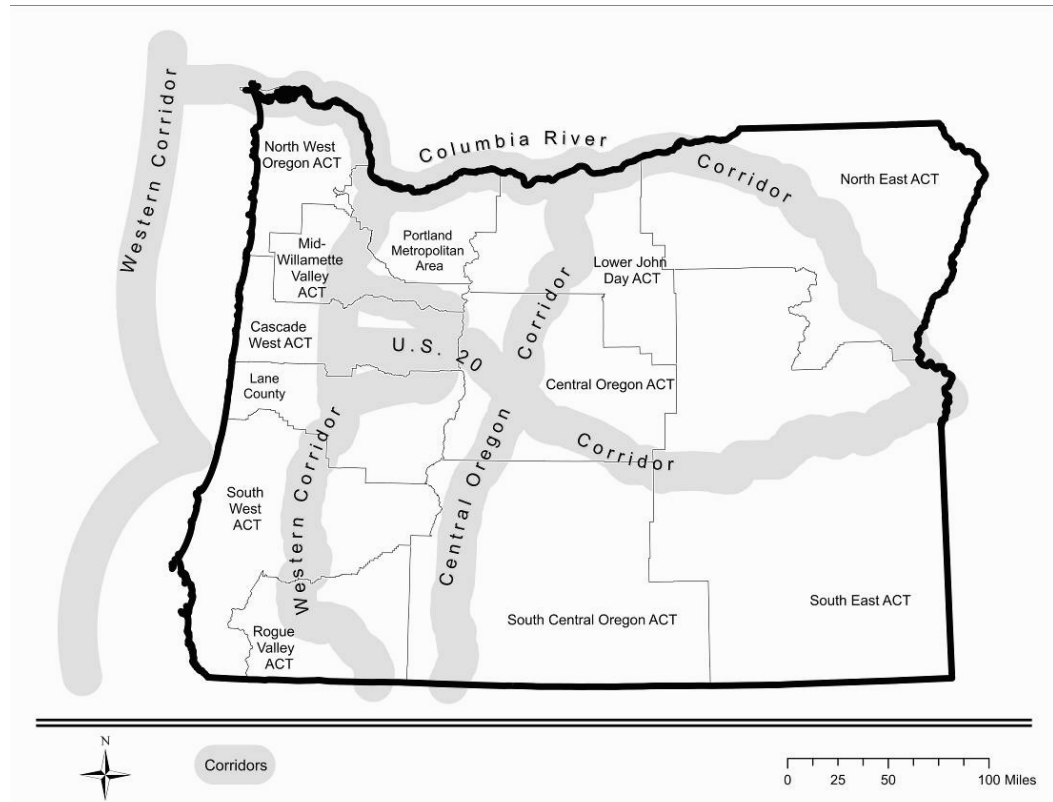 Western Corridor
North West
Oregon ACT
Columbia River
Corridor
North East ACT
Mid-
Willamette
Valley
ACT
Portland
Metropolitan
Area
Lower John
Day ACT
Corridor
Cascade
West ACT
U.S. 20
Lane
County
Central Oregon ACT
Western Corridor
Central Oregon
Corridor
South
West
ACT
South East ACT
South Central Oregon ACT
Rogue
Valley
ACT
N
Corridors
0 25 50 100 Miles